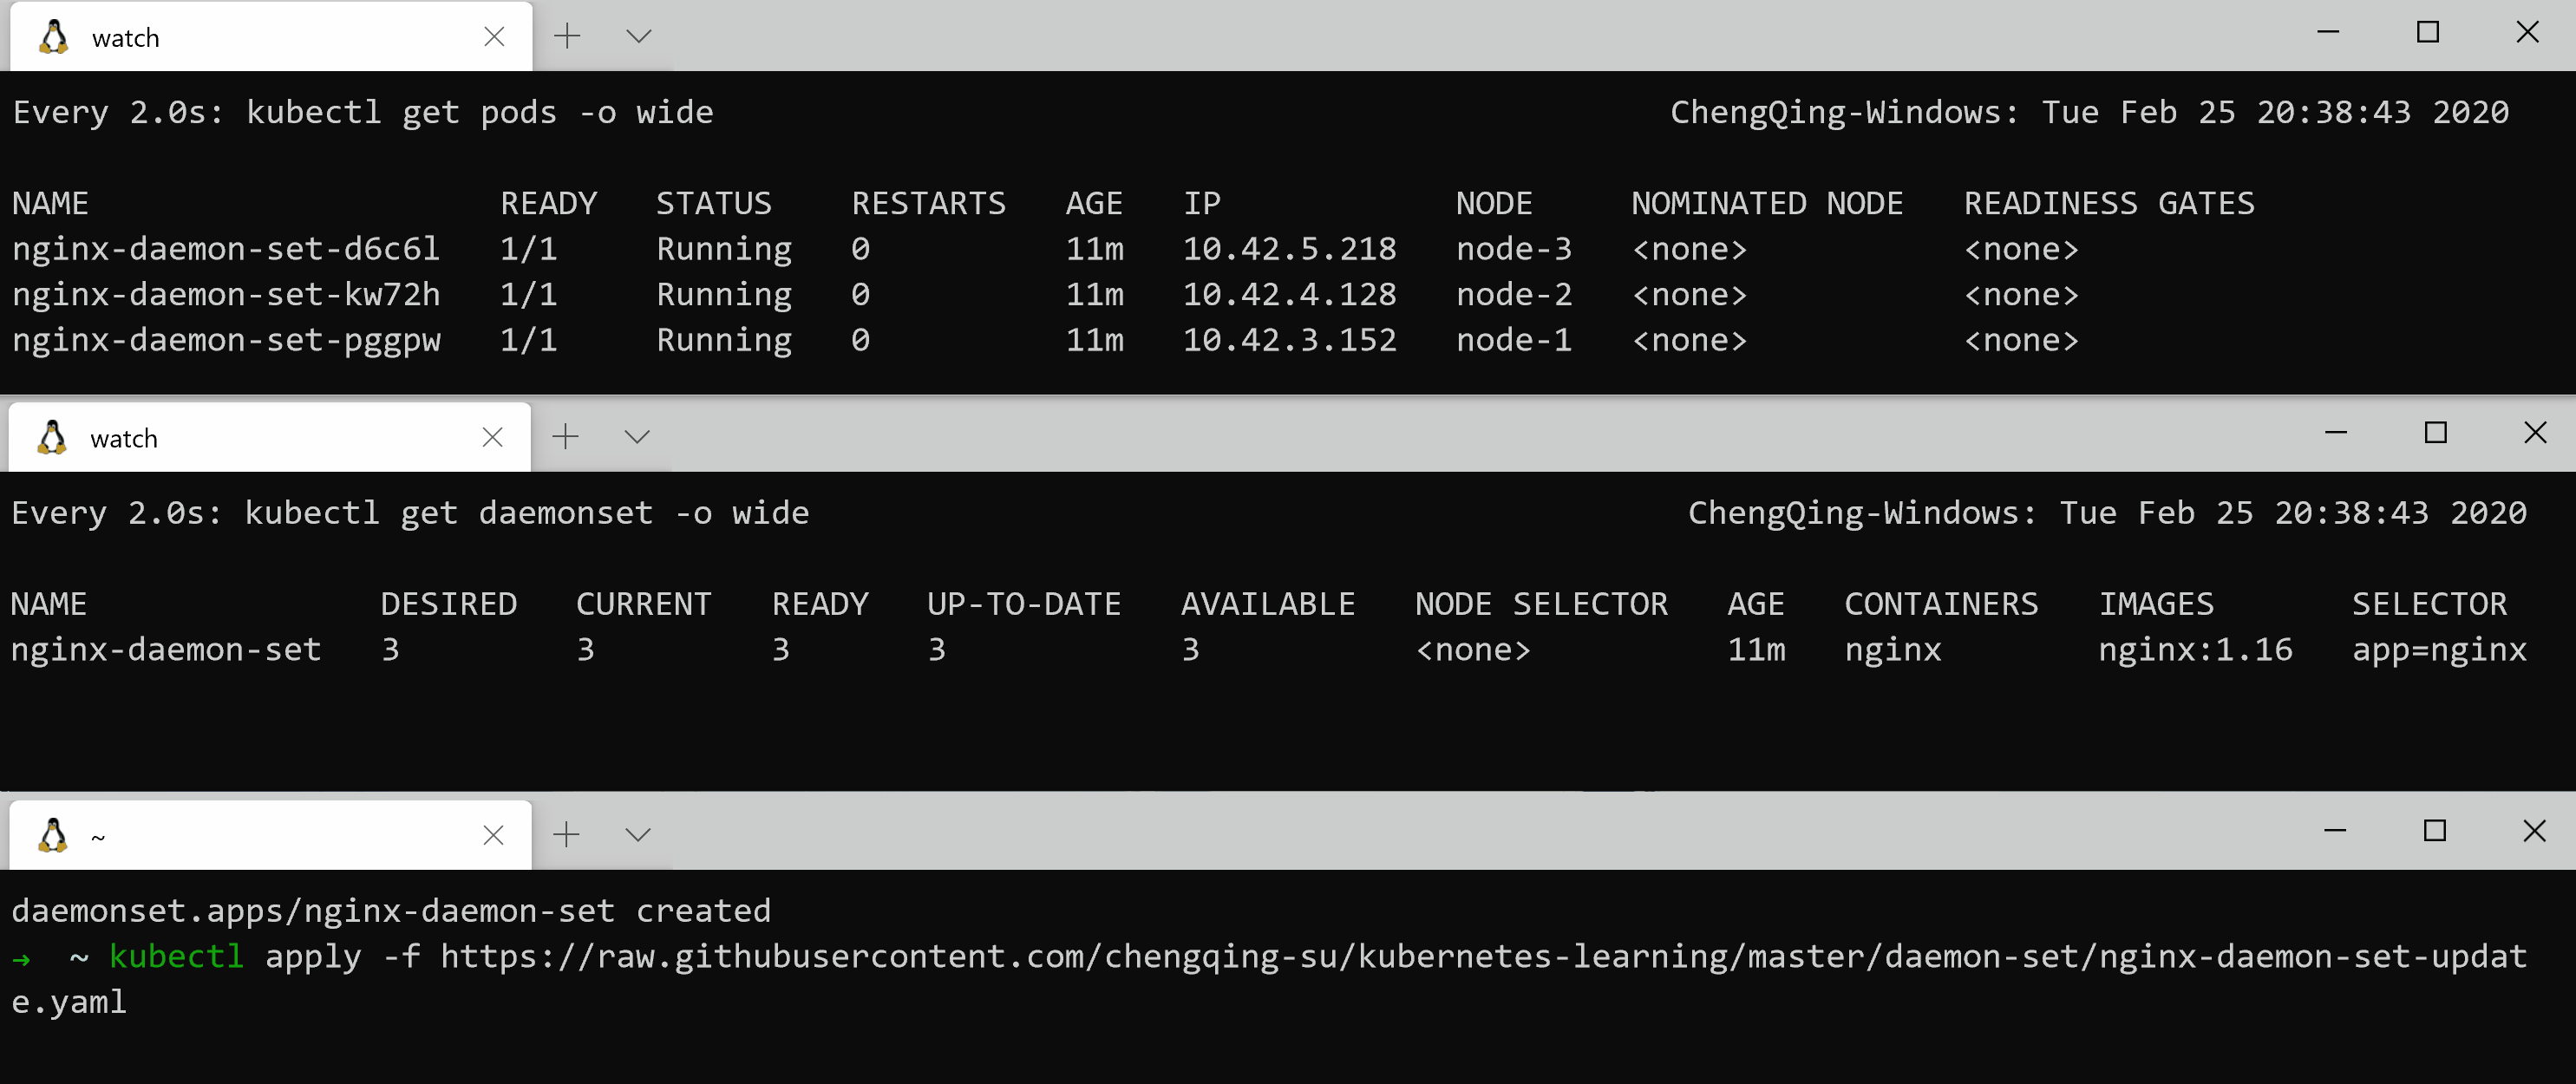 watch
Every 2.0s: kubectl get pods -o wide ChengQing-Windows: Tue Feb 25 20:38:43 2020
NAME READY STATUS RESTARTS AGE IP NODE NOMINATED NODE READINESS GATES
nginx-daemon-set-d6c6l 1/1 Running 0 11m 10.42.5.218 node-3 <none> <none>
nginx-daemon-set-kw72h 1/1 Running 0 11m 10.42.4.128 node-2 <none> <none>
nginx-daemon-set-pggpw 1/1 Running 0 11m 10.42.3.152 node-1 <none> <none>
watch
Every 2.0s: kubectl get daemonset -o wide ChengQing-Windows: Tue Feb 25 20:38:43 2020
NAME DESIRED CURRENT READY UP-TO-DATE AVAILABLE NODE SELECTOR AGE CONTAINERS IMAGES SELECTOR
nginx-daemon-set 3 3 3 3 3 <none> 11m nginx nginx:1.16 app=nginx
~
daemonset.apps/nginx-daemon-set created
→ ~ kubectl apply -f https://raw.githubusercontent.com/chengqing-su/kubernetes-learning/master/daemon-set/nginx-daemon-set-updat
e.yaml